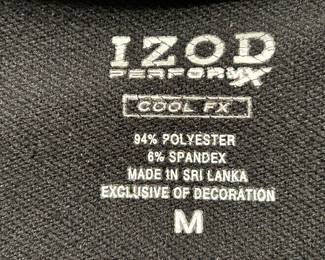 IZOD
PERFORMX
COOL FX
94% POLYESTER
6% SPANDEX
MADE IN SRI LANKA
EXCLUSIVE OF DECORATION
M